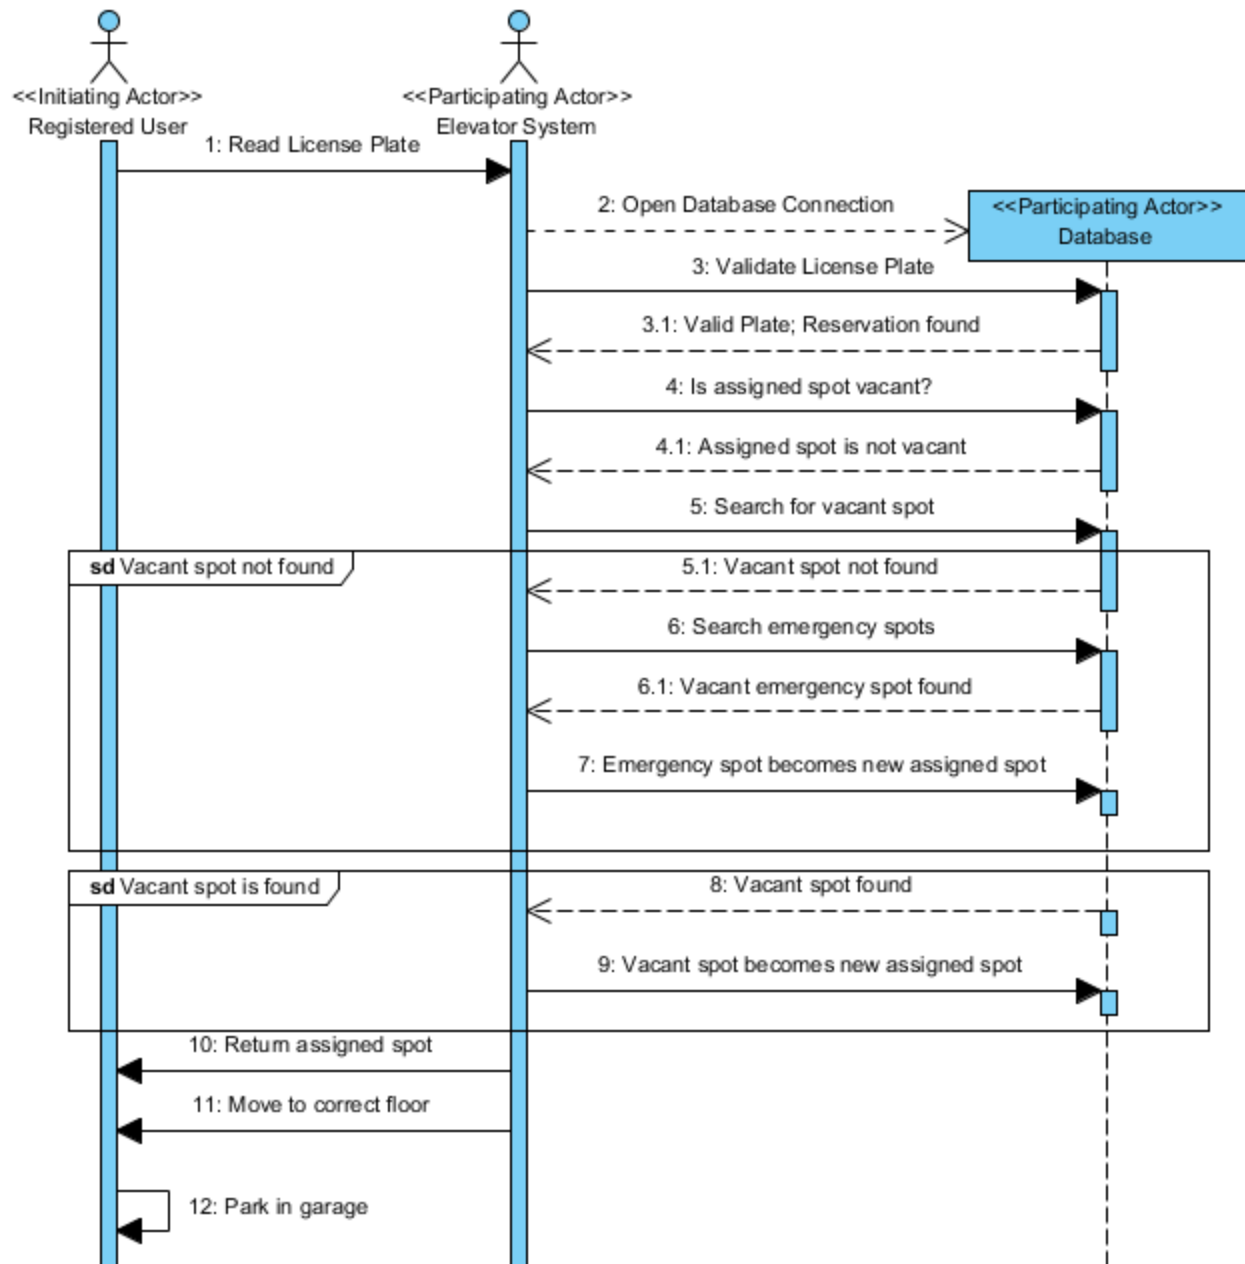 <<Initiating Actor>>
Registered User
<<Participating Actor>>
Elevator System
1: Read License Plate
2: Open Database Connection
<<Participating Actor>>
Database
3: Validate License Plate
3.1: Valid Plate; Reservation found
4: Is assigned spot vacant?
4.1: Assigned spot is not vacant
5: Search for vacant spot
sd Vacant spot not found
5.1: Vacant spot not found
6: Search emergency spots
6.1: Vacant emergency spot found
7: Emergency spot becomes new assigned spot
sd Vacant spot is found
8: Vacant spot found
9: Vacant spot becomes new assigned spot
10: Return assigned spot
11: Move to correct floor
12: Park in garage